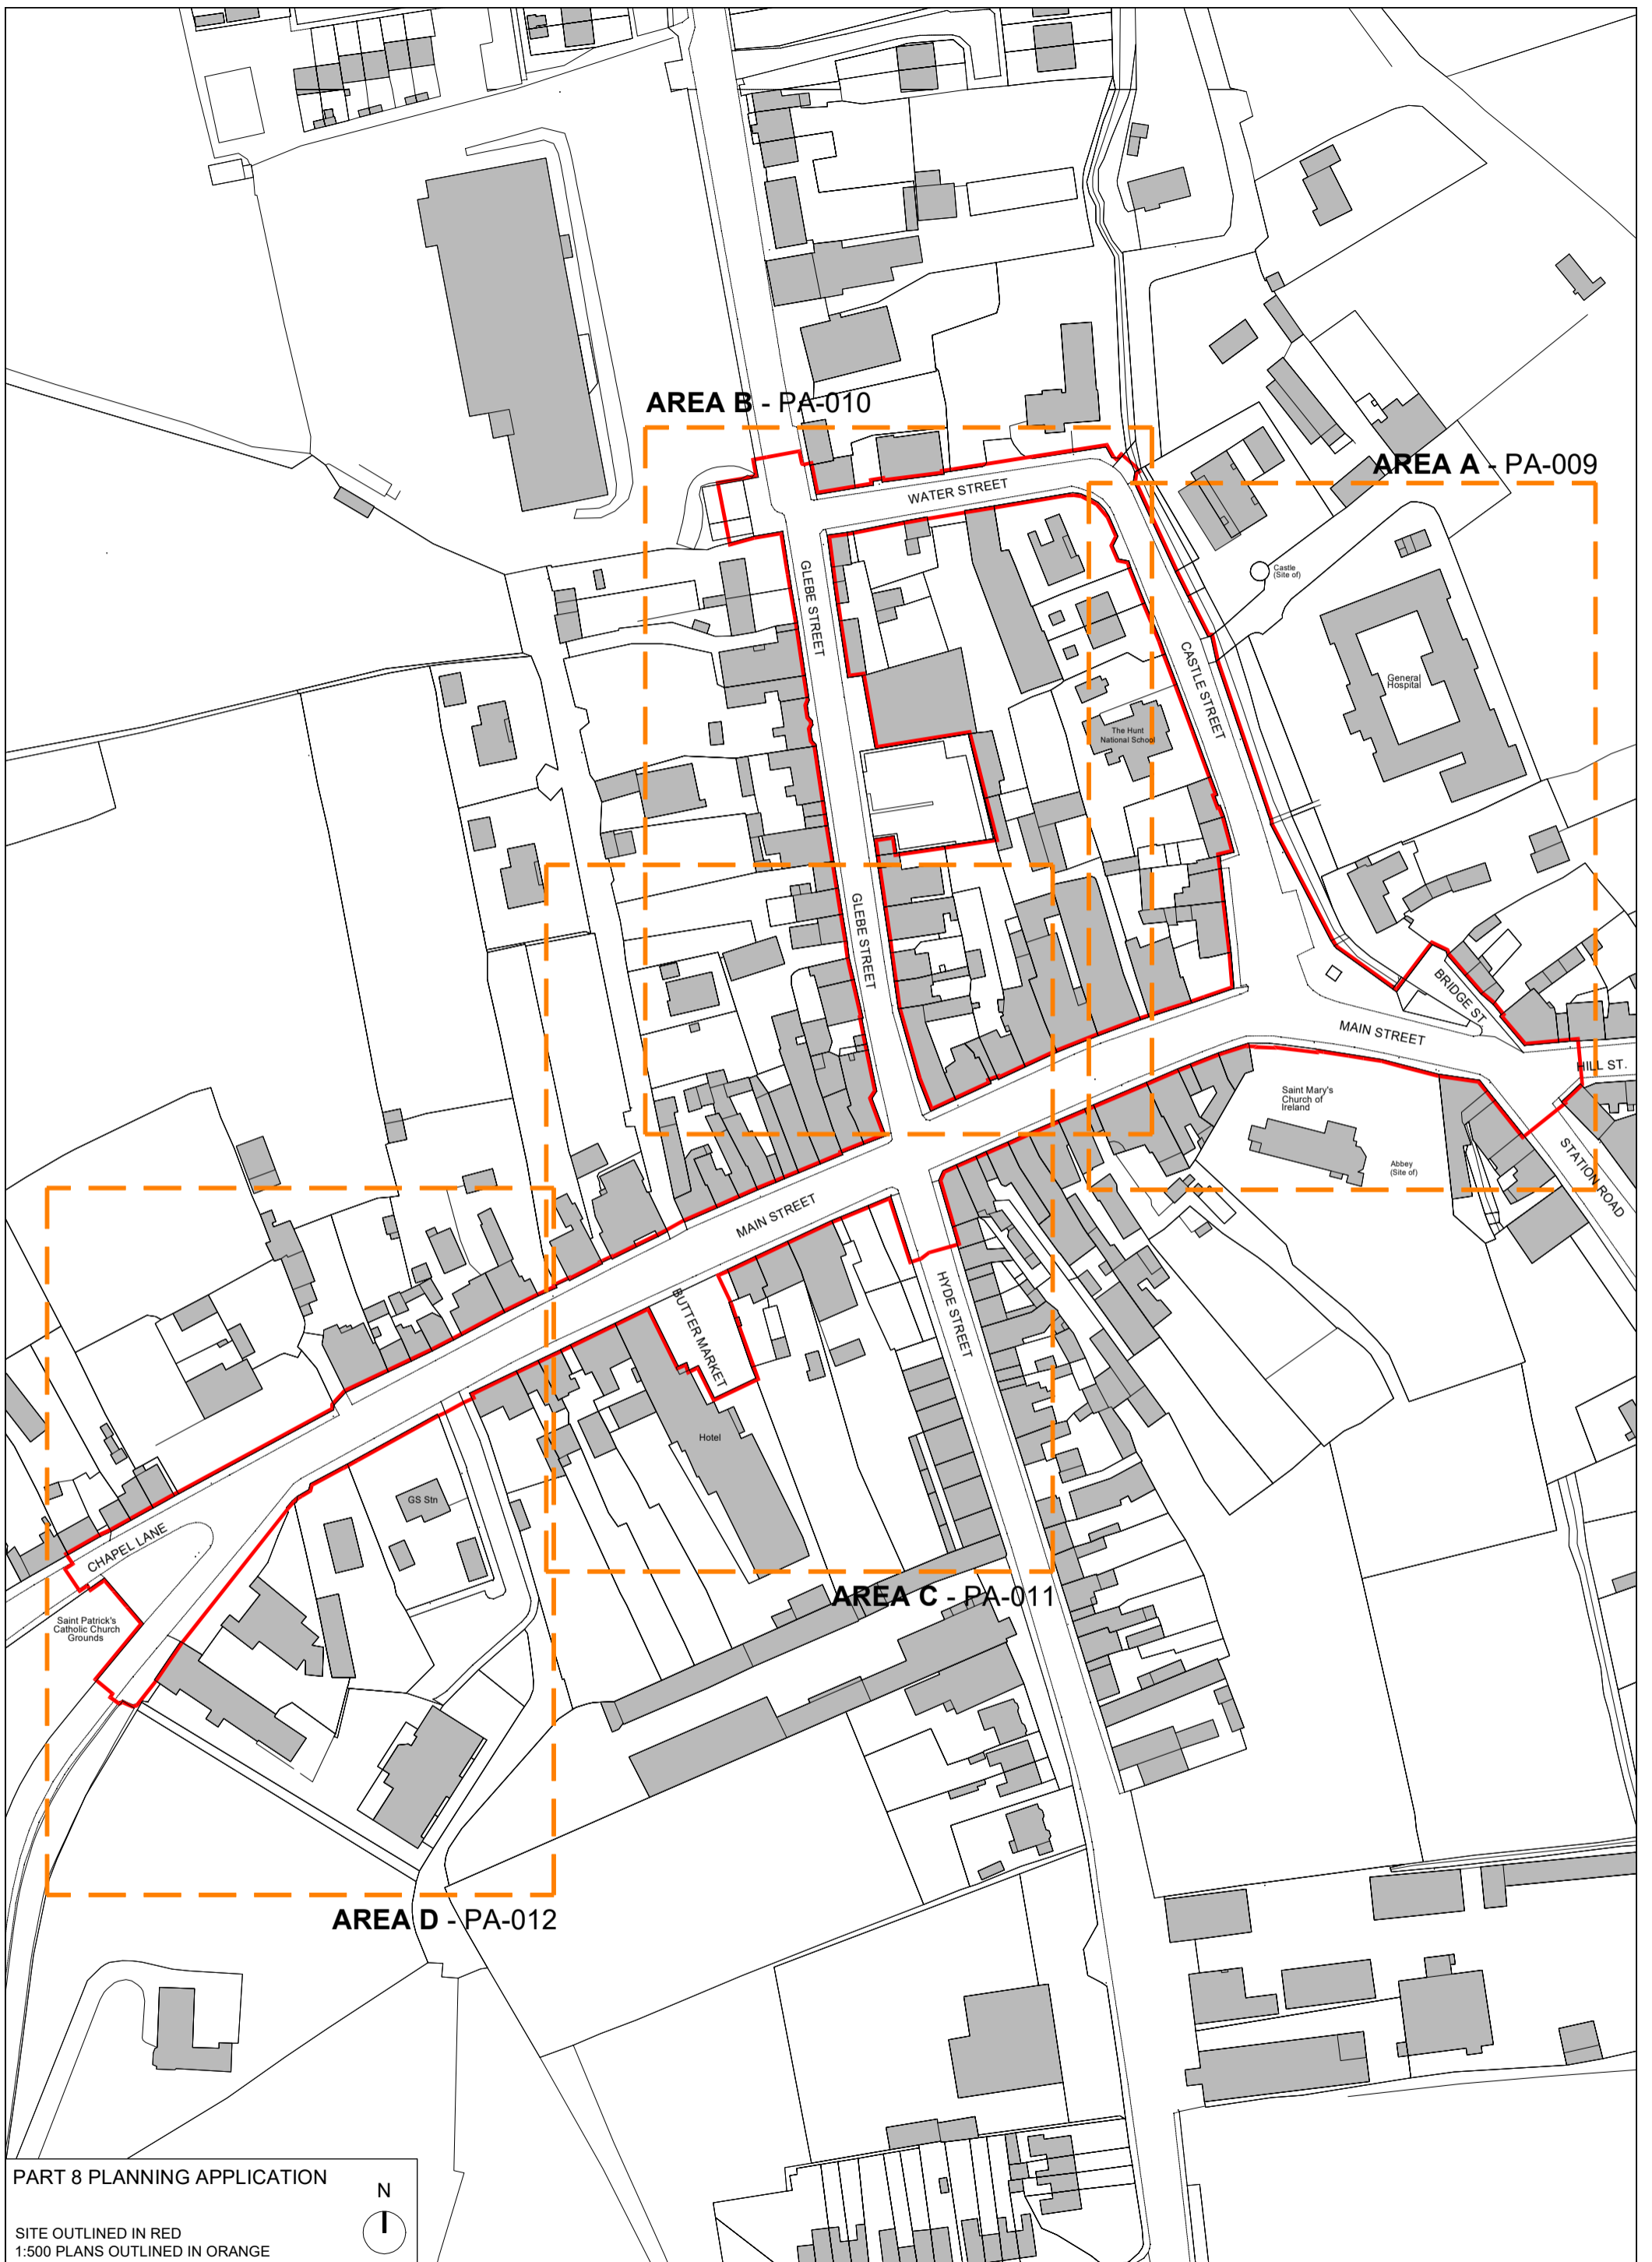 AREA B - PA-010
AREA A - PA-009
WATER STREET
GLEBE STREET
Castle
(Site of)
CASTLE STREET
General
Hospital
The Hunt
National School
GLEBE STREET
BRIDGE ST.
MAIN STREET
HILL ST.
Saint Mary's
Church of
Ireland
Abbey
(Site of)
STATION ROAD
MAIN STREET
BUTTER MARKET
HYDE STREET
Hotel
GS Stn
CHAPEL LANE
Saint Patrick's
Catholic Church
Grounds
AREA C - PA-011
AREA D - PA-012
PART 8 PLANNING APPLICATION
N
SITE OUTLINED IN RED
1:500 PLANS OUTLINED IN ORANGE